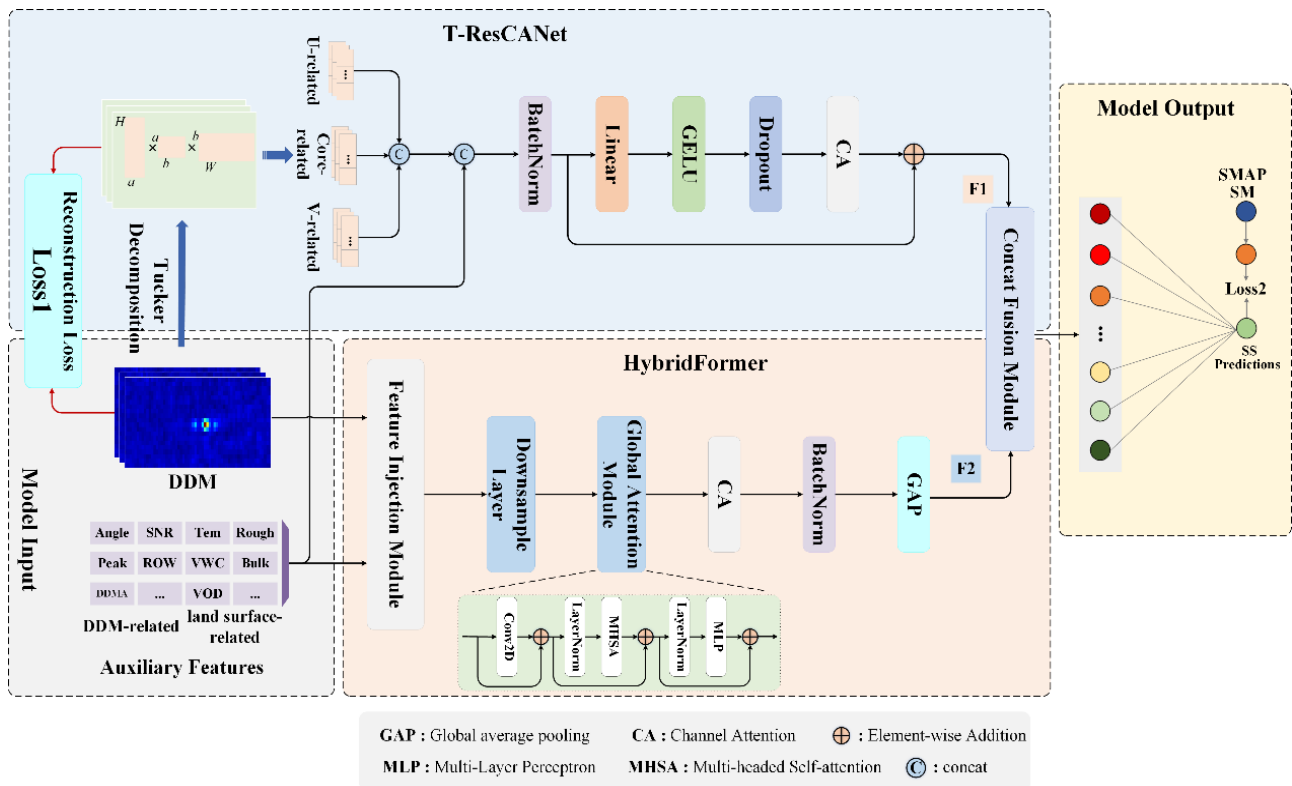 T-ResCANet
U-related
Core-
related
V-related
...
...
...
H
a
×
b
b
×
W
a
C
C
BatchNorm
Linear
GELU
Dropout
CA
F1
Reconstruction Loss
Loss1
Tucker
Decomposition
Concat Fusion Module
Model Output
SMAP
SM
Loss2
...
SS
Predictions
Model Input
DDM
Angle SNR Tem Rough
Peak ROW VWC Bulk
DDMA ... VOD ...
DDM-related
land surface-
related
Auxiliary Features
HybridFormer
Feature Injection Module
Downsample
Layer
Global Attention
Module
CA
BatchNorm
GAP
F2
Conv2D
LayerNorm
MHSA
LayerNorm
MLP
GAP : Global average pooling
CA : Channel Attention
: Element-wise Addition
MLP : Multi-Layer Perceptron
MHSA : Multi-headed Self-attention
C : concat